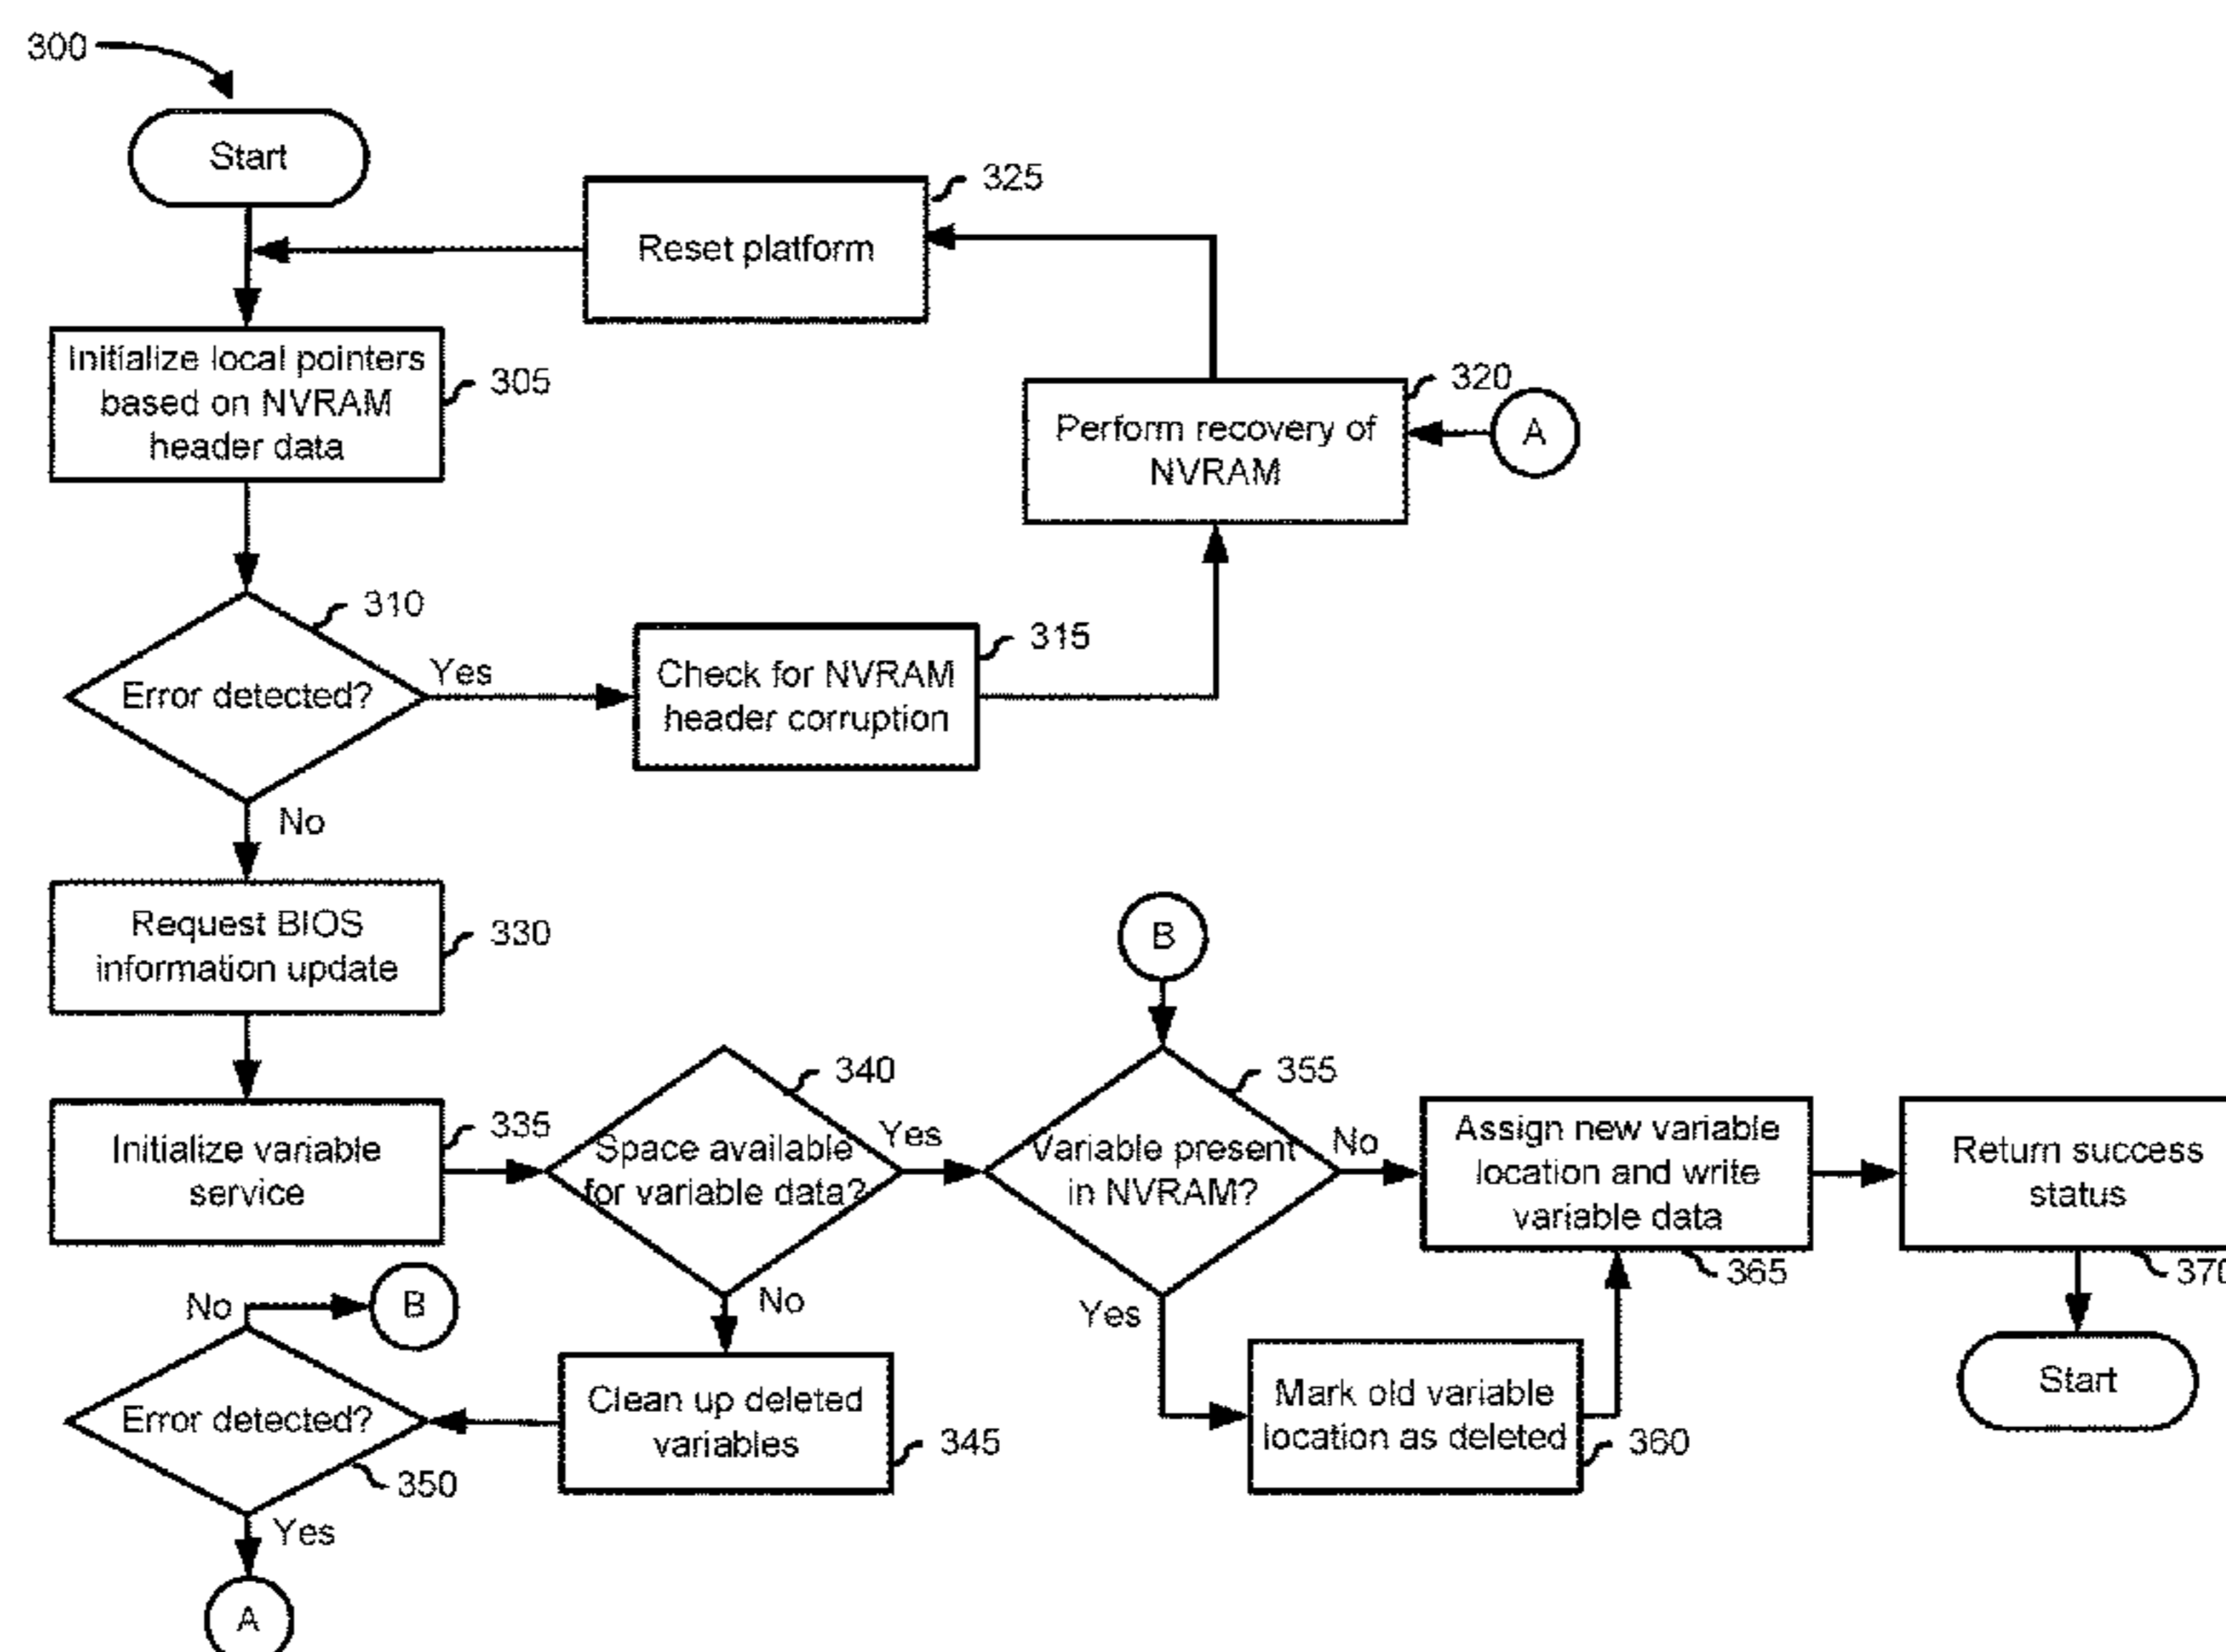 300
Start
325
Reset platform
Initialize local pointers
based on NVRAM
header data
305
320
Perform recovery of
NVRAM
A
310
Error detected?
Yes
315
Check for NVRAM
header corruption
No
Request BIOS
information update
330
B
Initialize variable
service
335
340
Space available
for variable data?
Yes
355
Variable present
in NVRAM?
No
Assign new variable
location and write
variable data
365
Return success
status
370
No
B
No
Yes
Error detected?
350
Clean up deleted
variables
345
Mark old variable
location as deleted
360
Start
Yes
A